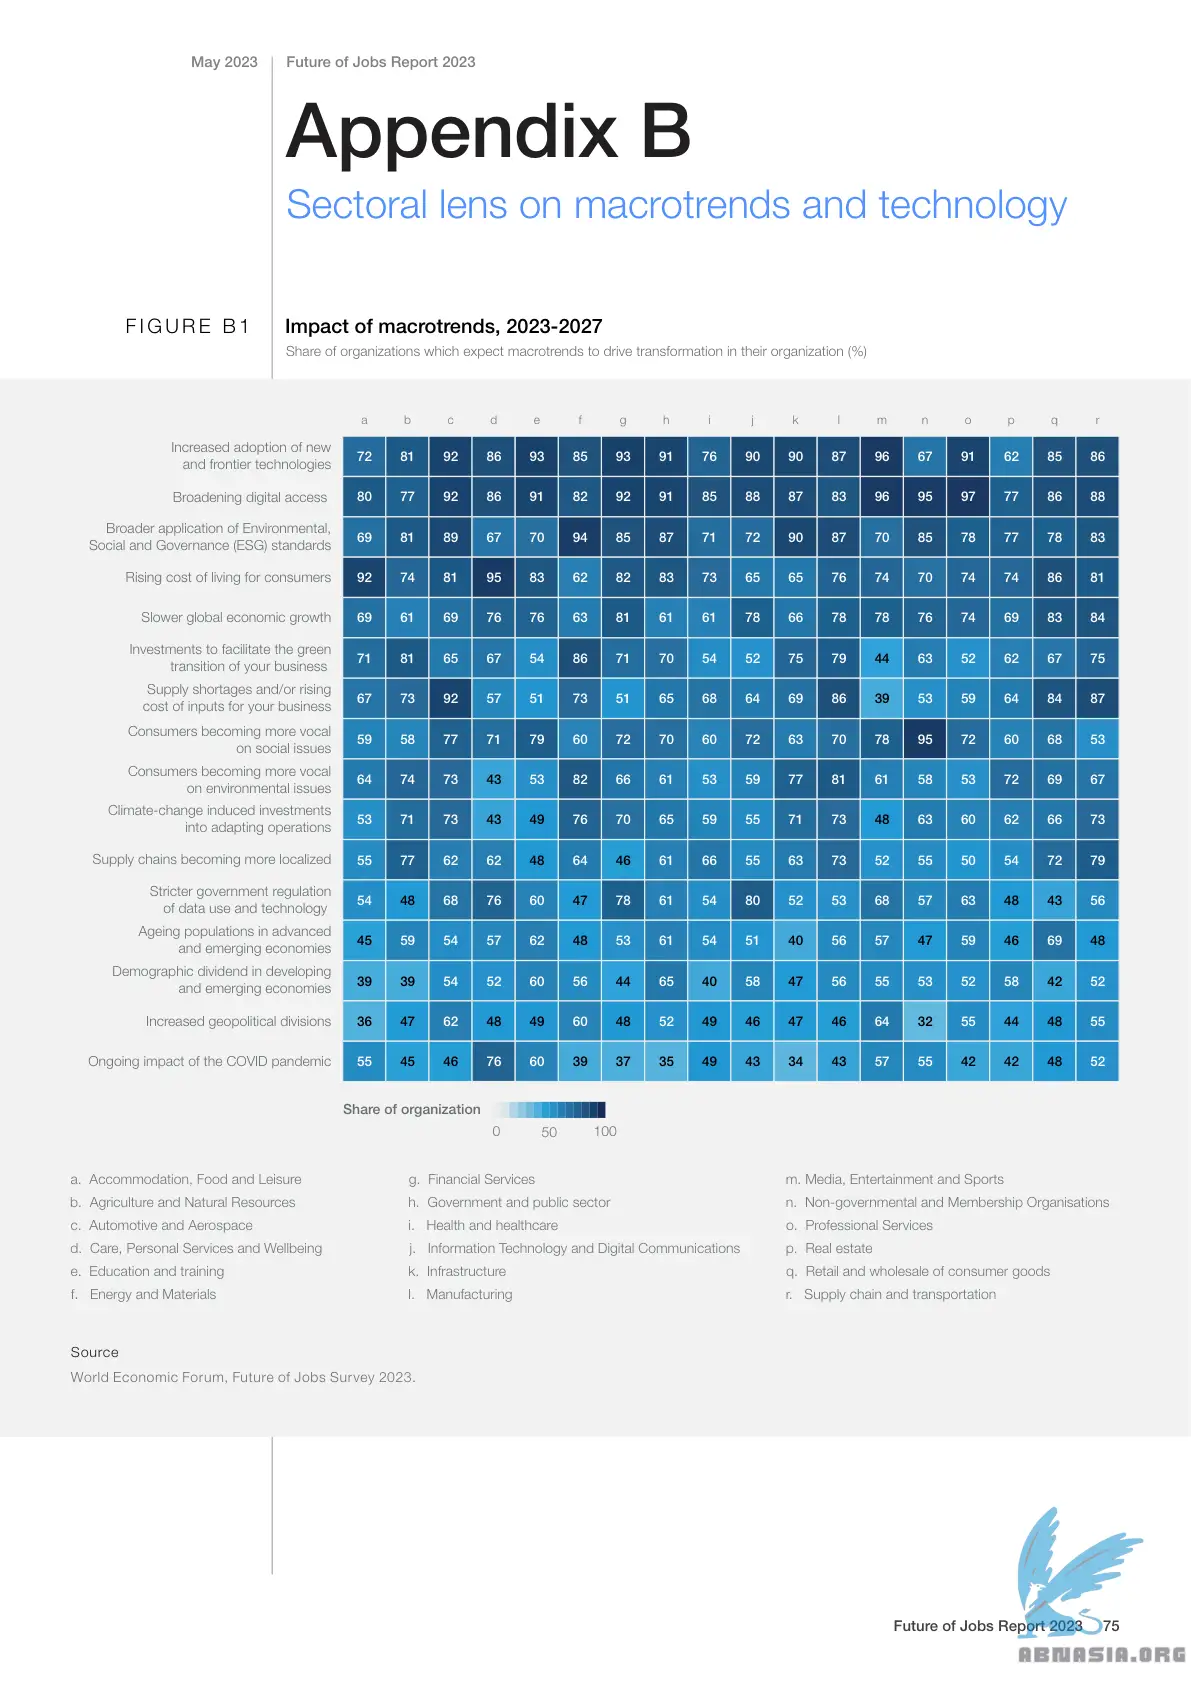 May 2023
Future of Jobs Report 2023
Appendix B
Sectoral lens on macrotrends and technology
FIGURE B1
Impact of macrotrends, 2023-2027
Share of organizations which expect macrotrends to drive transformation in their organization (%)
a b c d e f g h i j k l m n o p q r
Increased adoption of new
and frontier technologies
72 81 92 86 93 85 93 91 76 90 90 87 96 67 91 62 85 86
Broadening digital access
80 77 92 86 91 82 92 91 85 88 87 83 96 95 97 77 86 88
Broader application of Environmental,
Social and Governance (ESG) standards
69 81 89 67 70 94 85 87 71 72 90 87 70 85 78 77 78 83
Rising cost of living for consumers
92 74 81 95 83 62 82 83 73 65 65 76 74 70 74 74 86 81
Slower global economic growth
69 61 69 76 76 63 81 61 61 78 66 78 78 76 74 69 83 84
Investments to facilitate the green
transition of your business
71 81 65 67 54 86 71 70 54 52 75 79 44 63 52 62 67 75
Supply shortages and/or rising
cost of inputs for your business
67 73 92 57 51 73 51 65 68 64 69 86 39 53 59 64 84 87
Consumers becoming more vocal
on social issues
59 58 77 71 79 60 72 70 60 72 63 70 78 95 72 60 68 53
Consumers becoming more vocal
on environmental issues
64 74 73 43 53 82 66 61 53 59 77 81 61 58 53 72 69 67
Climate-change induced investments
into adapting operations
53 71 73 43 49 76 70 65 59 55 71 73 48 63 60 62 66 73
Supply chains becoming more localized
55 77 62 62 48 64 46 61 66 55 63 73 52 55 50 54 72 79
Stricter government regulation
of data use and technology
54 48 68 76 60 47 78 61 54 80 52 53 68 57 63 48 43 56
Ageing populations in advanced
and emerging economies
45 59 54 57 62 48 53 61 54 51 40 56 57 47 59 46 69 48
Demographic dividend in developing
and emerging economies
39 39 54 52 60 56 44 65 40 58 47 56 55 53 52 58 42 52
Increased geopolitical divisions
36 47 62 48 49 60 48 52 49 46 47 46 64 32 55 44 48 55
Ongoing impact of the COVID pandemic
55 45 46 76 60 39 37 35 49 43 34 43 57 55 42 42 48 52
Share of organization
0 50 100
a. Accommodation, Food and Leisure
b. Agriculture and Natural Resources
c. Automotive and Aerospace
d. Care, Personal Services and Wellbeing
e. Education and training
f. Energy and Materials
g. Financial Services
h. Government and public sector
i. Health and healthcare
j. Information Technology and Digital Communications
k. Infrastructure
l. Manufacturing
m. Media, Entertainment and Sports
n. Non-governmental and Membership Organisations
o. Professional Services
p. Real estate
q. Retail and wholesale of consumer goods
r. Supply chain and transportation
Source
World Economic Forum, Future of Jobs Survey 2023.
Future of Jobs Report 2023 75
ABNASIA.ORG